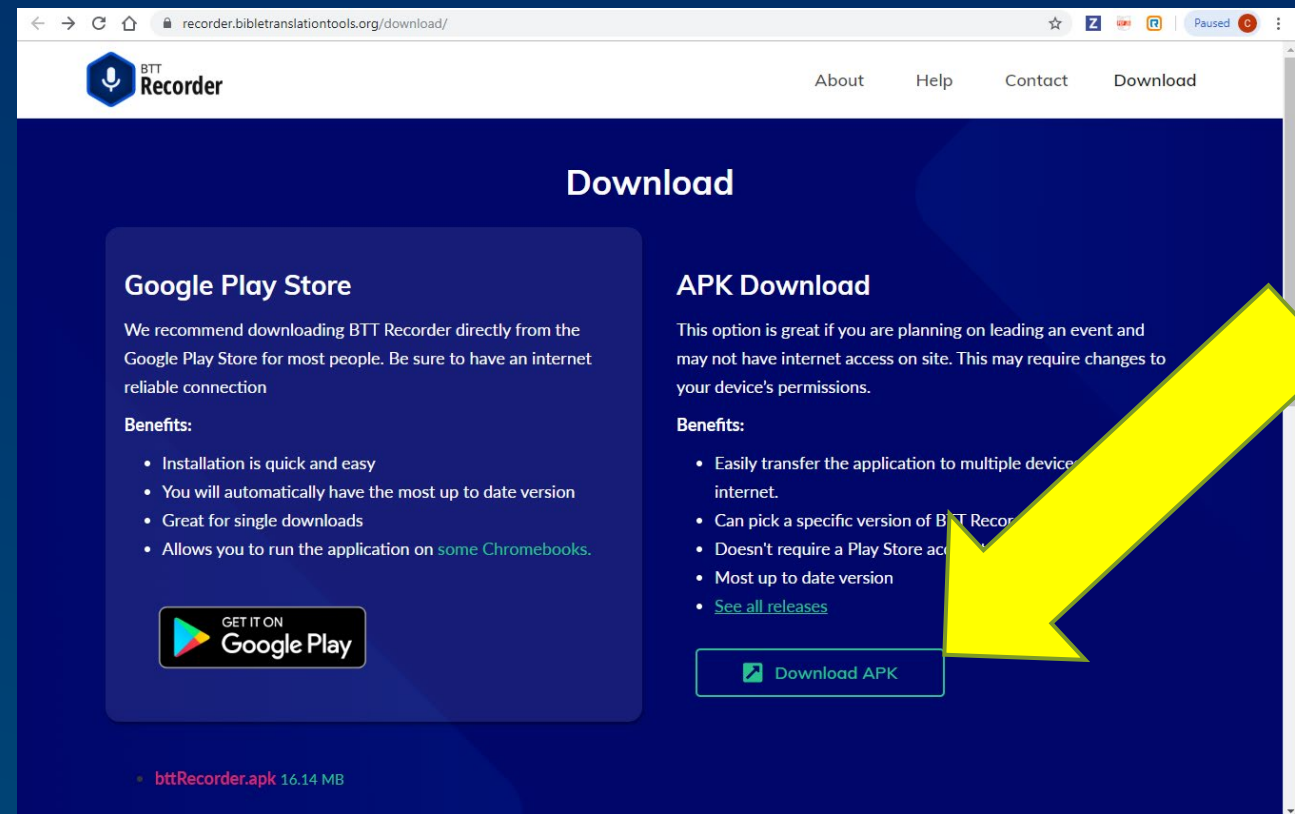 recorder.bibletranslationtools.org/download/
Paused
C
BTT
Recorder
About Help Contact Download
Download
Google Play Store
We recommend downloading BTT Recorder directly from the
Google Play Store for most people. Be sure to have an internet
reliable connection
Benefits:
• Installation is quick and easy
• You will automatically have the most up to date version
• Great for single downloads
• Allows you to run the application on some Chromebooks.
GET IT ON
Google Play
APK Download
This option is great if you are planning on leading an event and
may not have internet access on site. This may require changes to
your device's permissions.
Benefits:
• Easily transfer the application to multiple device
internet.
• Can pick a specific version of BTT
• Doesn't require a Play Store
• Most up to date version
• See all releases
Download APK
• bttRecorder.apk 16.14 MB